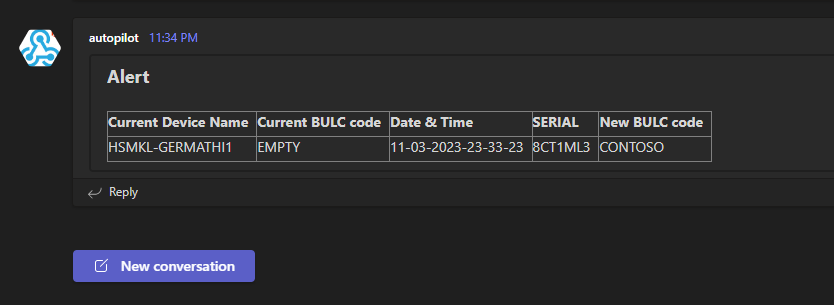 autopilot 11:34 PM
Alert
Current Device Name Current BULC code Date & Time SERIAL New BULC code
HSMKL-GERMATHI1 EMPTY 11-03-2023-23-33-23 8CT1ML3 CONTOSO
Reply
New conversation